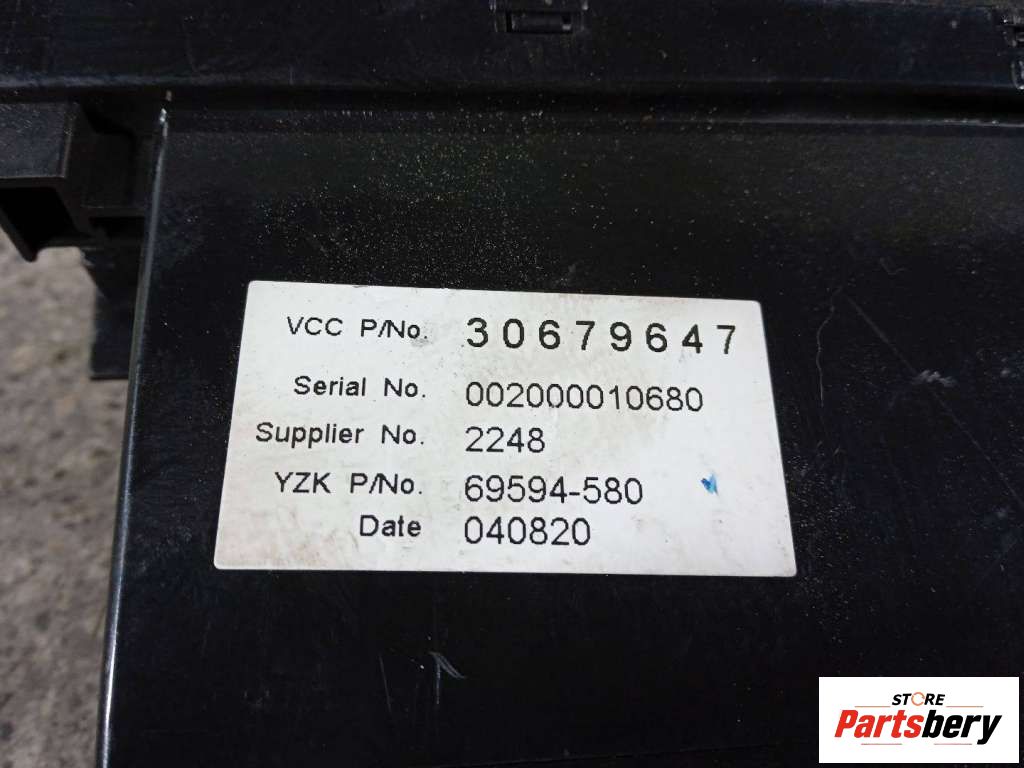 VCC P/No. 30679647
Serial No. 002000010680
Supplier No. 2248
YZK P/No. 69594-580
Date 040820
STORE
Partsbery